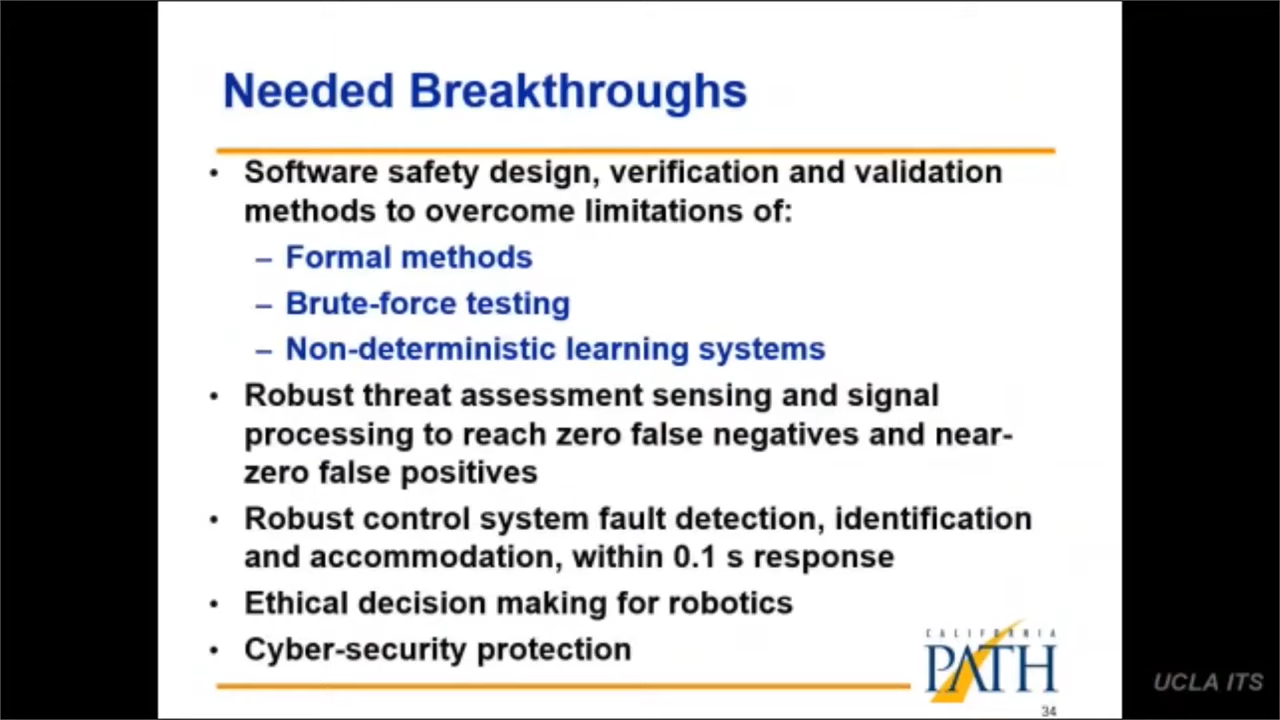 Needed Breakthroughs
• Software safety design, verification and validation
methods to overcome limitations of:
– Formal methods
– Brute-force testing
– Non-deterministic learning systems
• Robust threat assessment sensing and signal
processing to reach zero false negatives and near-
zero false positives
• Robust control system fault detection, identification
and accommodation, within 0.1 s response
• Ethical decision making for robotics
• Cyber-security protection
CALIFORNIA
PATH
UCLA ITS
34